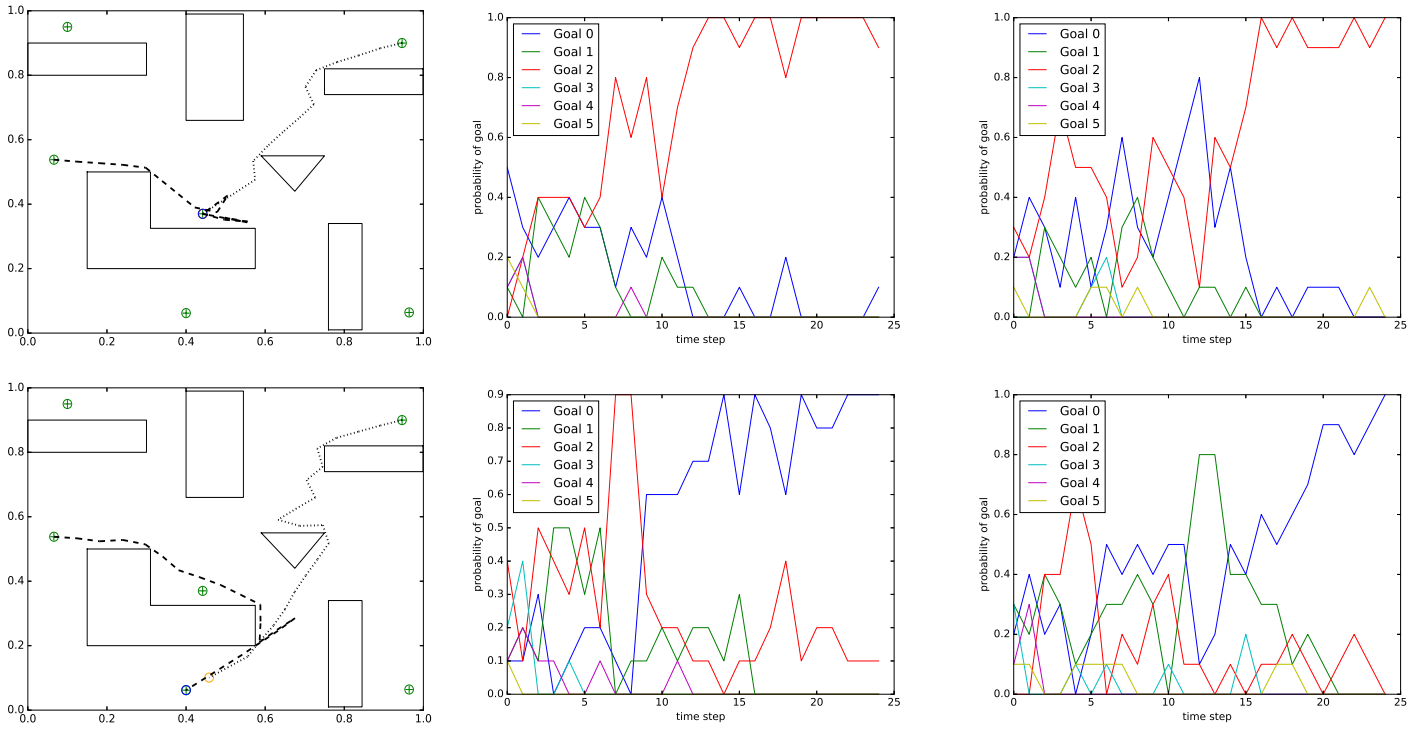 1.0
0.8
0.6
0.4
0.2
0.0
0.0 0.2 0.4 0.6 0.8 1.0
1.0
0.8
0.6
0.4
0.2
0.0
probability of goal
Goal 0
Goal 1
Goal 2
Goal 3
Goal 4
Goal 5
0 5 10 15 20 25
time step
1.0
0.8
0.6
0.4
0.2
0.0
probability of goal
Goal 0
Goal 1
Goal 2
Goal 3
Goal 4
Goal 5
0 5 10 15 20 25
time step
1.0
0.8
0.6
0.4
0.2
0.0
0.0 0.2 0.4 0.6 0.8 1.0
0.9
0.8
0.7
0.6
0.5
0.4
0.3
0.2
0.1
0.0
probability of goal
Goal 0
Goal 1
Goal 2
Goal 3
Goal 4
Goal 5
0 5 10 15 20 25
time step
1.0
0.8
0.6
0.4
0.2
0.0
probability of goal
Goal 0
Goal 1
Goal 2
Goal 3
Goal 4
Goal 5
0 5 10 15 20 25
time step